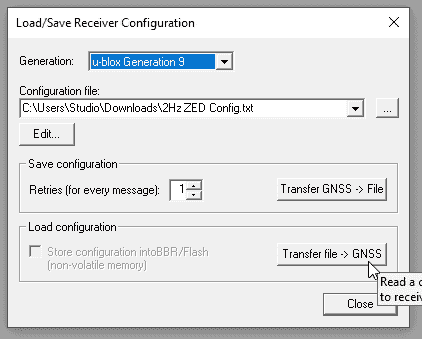 Load/Save Receiver Configuration
Generation:
u-blox Generation 9
Configuration file:
C:\Users\Studio\Downloads\2Hz ZED Config.txt
...
Edit...
Save configuration
Retries (for every message):
1
Transfer GNSS -> File
Load configuration
Store configuration intoBBR/Flash
(non-volatile memory)
Transfer file -> GNSS
Read a
to receiv
Close